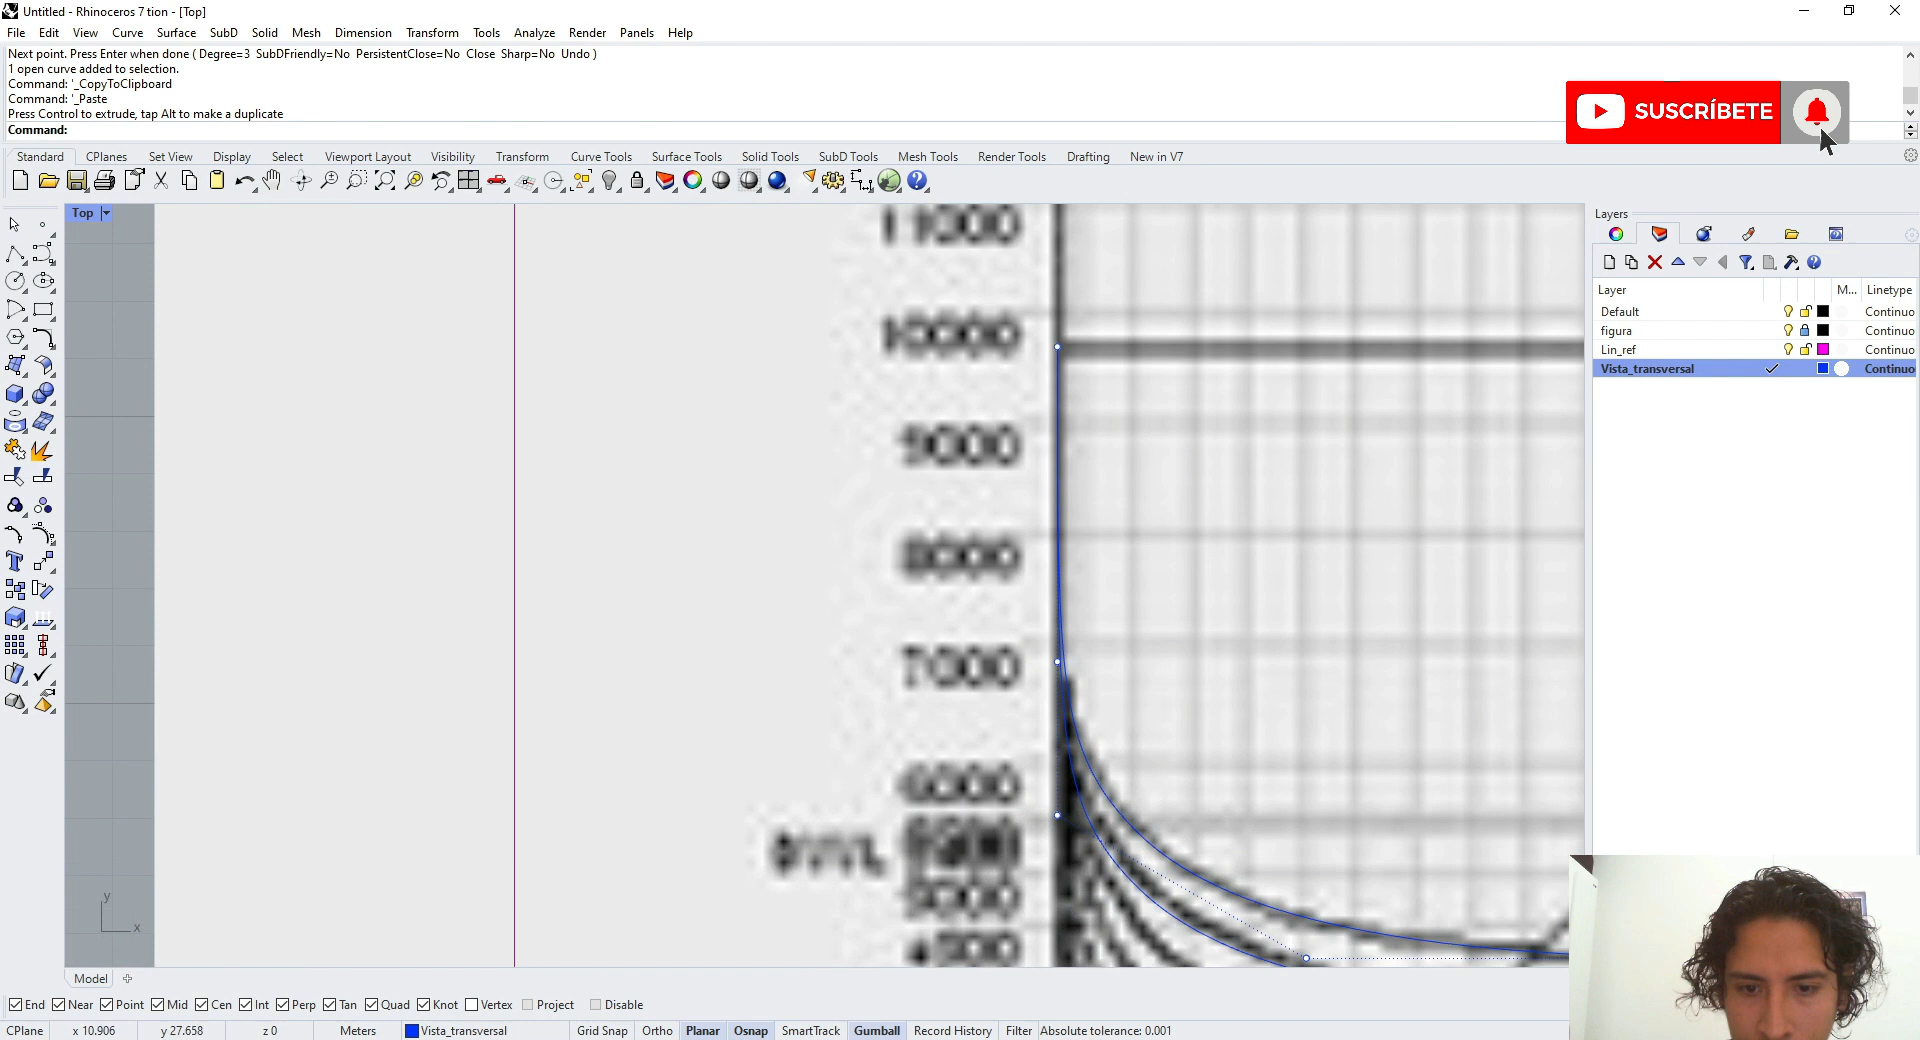 Untitled - Rhinoceros 7 tion - [Top]
File Edit View Curve Surface SubD Solid Mesh Dimension Transform Tools Analyze Render Panels Help
Next point. Press Enter when done ( Degree=3 SubDFriendly=No PersistentClose=No Close Sharp=No Undo )
1 open curve added to selection.
Command: '_CopyToClipboard
Command: '_Paste
Press Control to extrude, tap Alt to make a duplicate
Command:
SUSCRÍBETE
Standard CPlanes Set View Display Select Viewport Layout Visibility Transform Curve Tools Surface Tools Solid Tools SubD Tools Mesh Tools Render Tools Drafting New in V7
Top
Layers
Layer M... Linetype
Default Continuo
figura Continuo
Lin_ref Continuo
Vista_transversal Continuo
11000
10000
9000
8000
7000
6000
5000
4500
y
x
Model
End Near Point Mid Cen Int Perp Tan Quad Knot Vertex Project Disable
CPlane x 10.906 y 27.658 z 0 Meters Vista_transversal Grid Snap Ortho Planar Osnap SmartTrack Gumball Record History Filter Absolute tolerance: 0.001